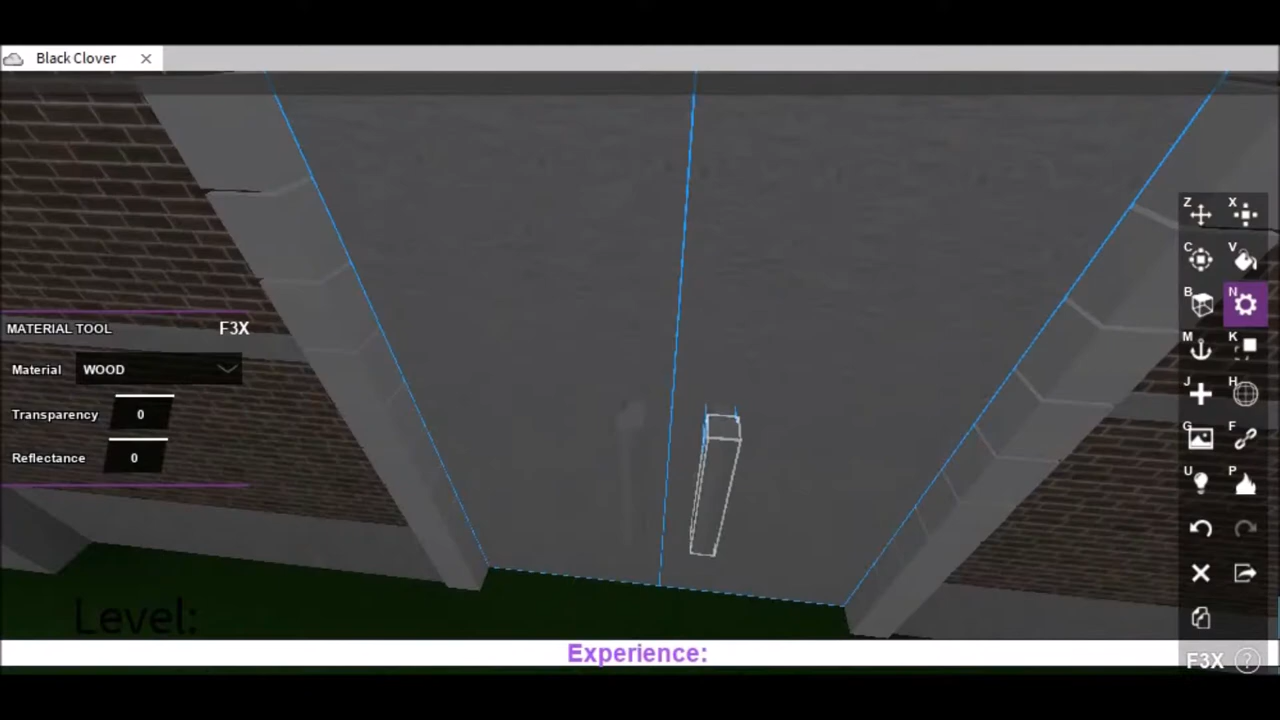 Black Clover
MATERIAL TOOL F3X
Material WOOD
Transparency 0
Reflectance 0
Z X
C V
B N
M K
J H
G F
U P
Level:
Experience:
F3X ?